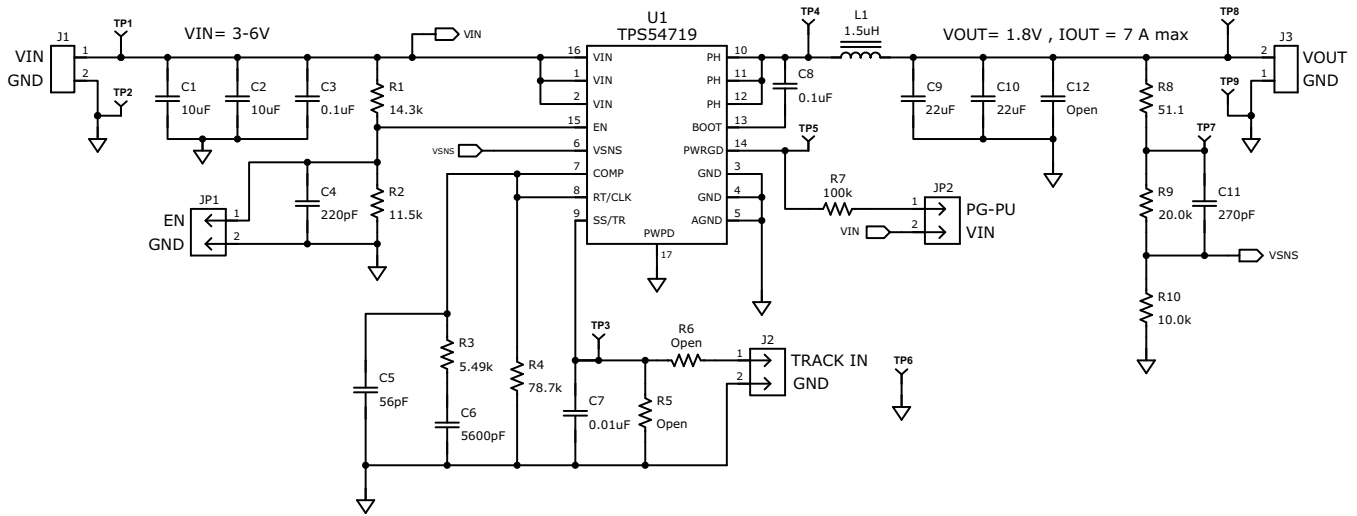 TP1
VIN= 3-6V
VIN
U1
TPS54719
TP4
L1
1.5uH
VOUT= 1.8V , IOUT = 7 A max
TP8
J1
VIN
GND
1
2
TP2
C1
10uF
C2
10uF
C3
0.1uF
R1
14.3k
16
1
2
15
6
7
8
9
VIN
VIN
VIN
EN
VSNS
COMP
RT/CLK
SS/TR
PH
PH
PH
BOOT
PWRGD
GND
GND
AGND
PWPD
17
10
11
12
13
14
3
4
5
C8
0.1uF
TP5
C9
22uF
C10
22uF
C12
Open
R8
51.1
TP9
J3
2
1
VOUT
GND
VSNS
TP7
JP1
EN
GND
1
2
C4
220pF
R2
11.5k
R7
100k
VIN
JP2
1
2
PG-PU
VIN
R9
20.0k
C11
270pF
VSNS
R10
10.0k
C5
56pF
R3
5.49k
C6
5600pF
R4
78.7k
TP3
C7
0.01uF
R5
Open
R6
Open
J2
1
2
TRACK IN
GND
TP6